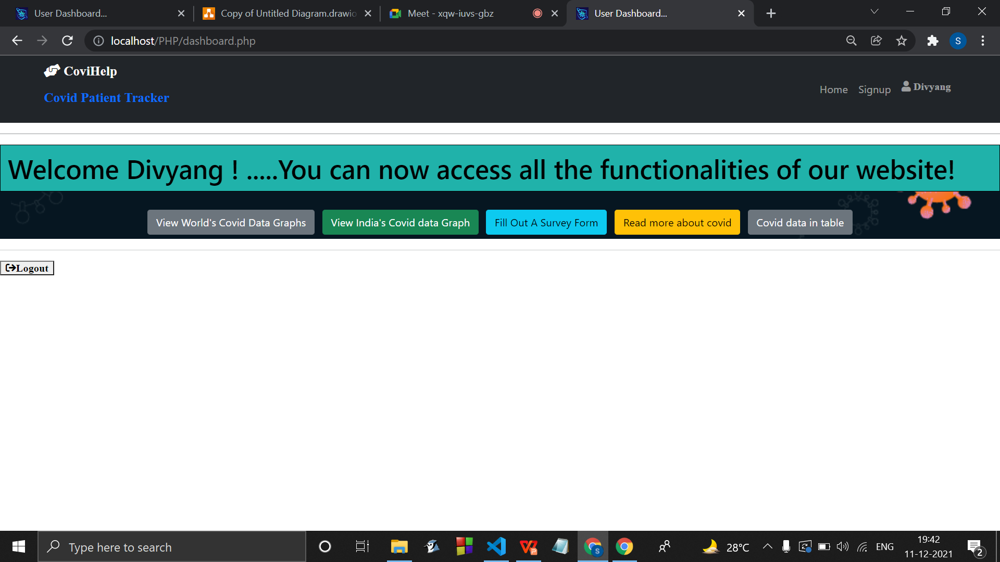 User Dashboard...
Copy of Untitled Diagram.drawio
Meet - xqw-iuvs-gbz
User Dashboard...
localhost/PHP/dashboard.php
S
CoviHelp
Covid Patient Tracker
Home
Signup
Divyang
Welcome Divyang ! .....You can now access all the functionalities of our website!
View World's Covid Data Graphs
View India's Covid data Graph
Fill Out A Survey Form
Read more about covid
Covid data in table
Logout
Type here to search
S
28°C
ENG
19:42
11-12-2021
2